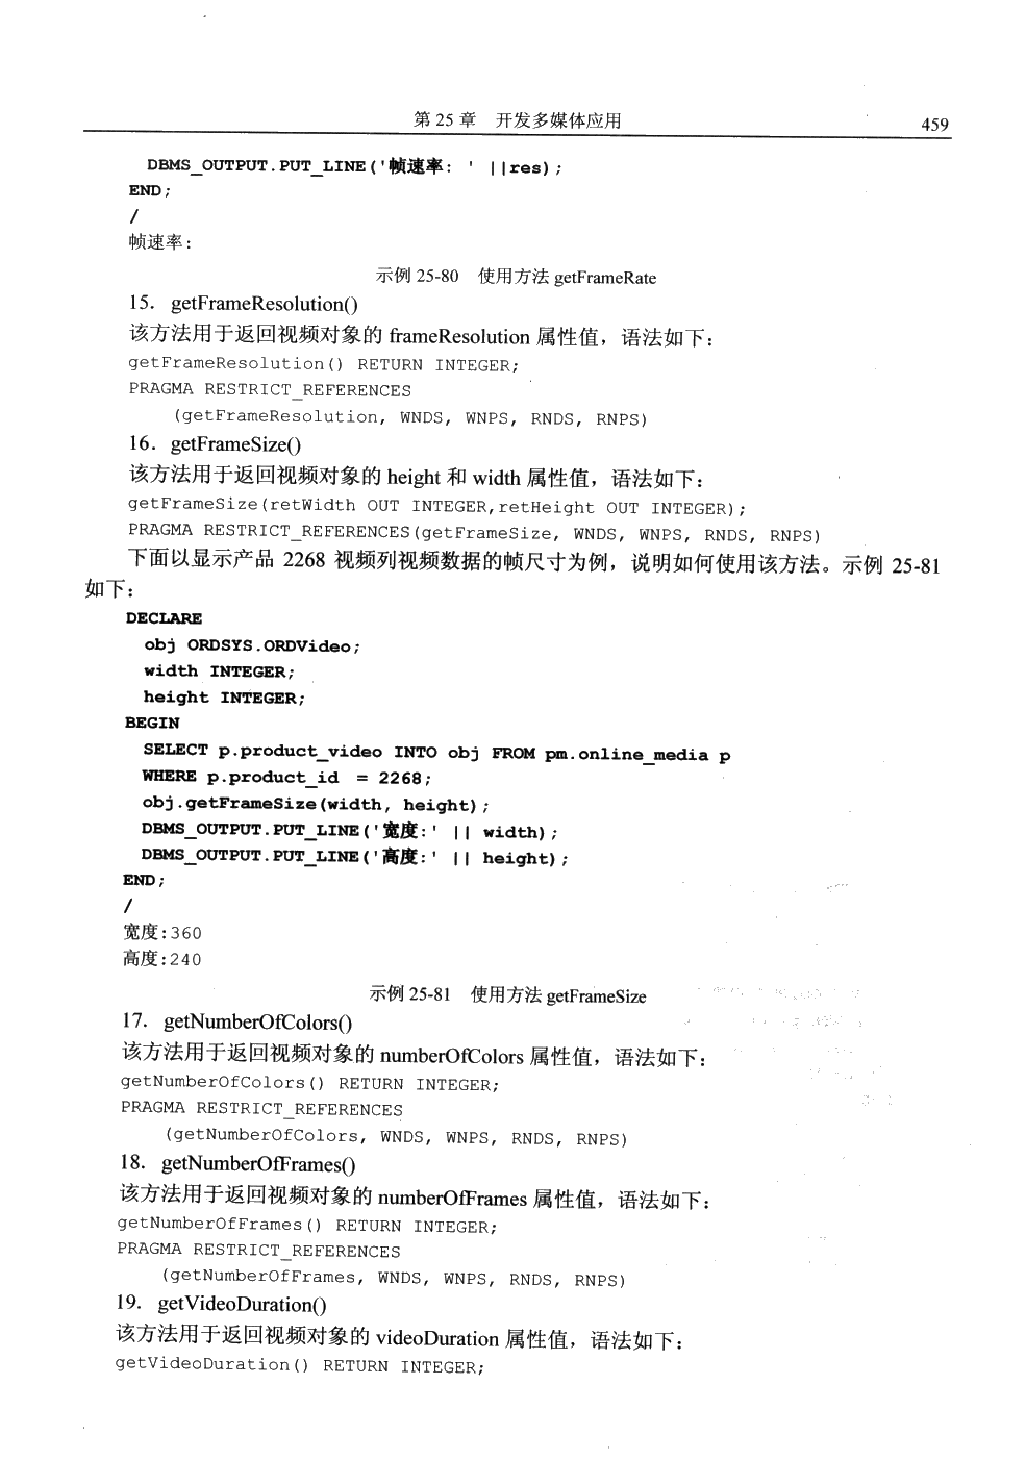 第 25 章 开发多媒体应用 459
DBMS_OUTPUT.PUT_LINE('帧速率: ' ||res);
END;
/
帧速率:
示例 25-80 使用方法 getFrameRate
15. getFrameResolution()
该方法用于返回视频对象的 frameResolution 属性值，语法如下：
getFrameResolution() RETURN INTEGER;
PRAGMA RESTRICT_REFERENCES
(getFrameResolution, WNDS, WNPS, RNDS, RNPS)
16. getFrameSize()
该方法用于返回视频对象的 height 和 width 属性值，语法如下：
getFrameSize(retWidth OUT INTEGER,retHeight OUT INTEGER);
PRAGMA RESTRICT_REFERENCES(getFrameSize, WNDS, WNPS, RNDS, RNPS)
下面以显示产品 2268 视频列视频数据的帧尺寸为例，说明如何使用该方法。示例 25-81
如下：
DECLARE
obj ORDSYS.ORDVideo;
width INTEGER;
height INTEGER;
BEGIN
SELECT p.product_video INTO obj FROM pm.online_media p
WHERE p.product_id = 2268;
obj.getFrameSize(width, height);
DBMS_OUTPUT.PUT_LINE('宽度:' || width);
DBMS_OUTPUT.PUT_LINE('高度:' || height);
END;
/
宽度:360
高度:240
示例 25-81 使用方法 getFrameSize
17. getNumberOfColors()
该方法用于返回视频对象的 numberOfColors 属性值，语法如下：
getNumberOfColors() RETURN INTEGER;
PRAGMA RESTRICT_REFERENCES
(getNumberOfColors, WNDS, WNPS, RNDS, RNPS)
18. getNumberOfFrames()
该方法用于返回视频对象的 numberOfFrames 属性值，语法如下：
getNumberOfFrames() RETURN INTEGER;
PRAGMA RESTRICT_REFERENCES
(getNumberOfFrames, WNDS, WNPS, RNDS, RNPS)
19. getVideoDuration()
该方法用于返回视频对象的 videoDuration 属性值，语法如下：
getVideoDuration() RETURN INTEGER;